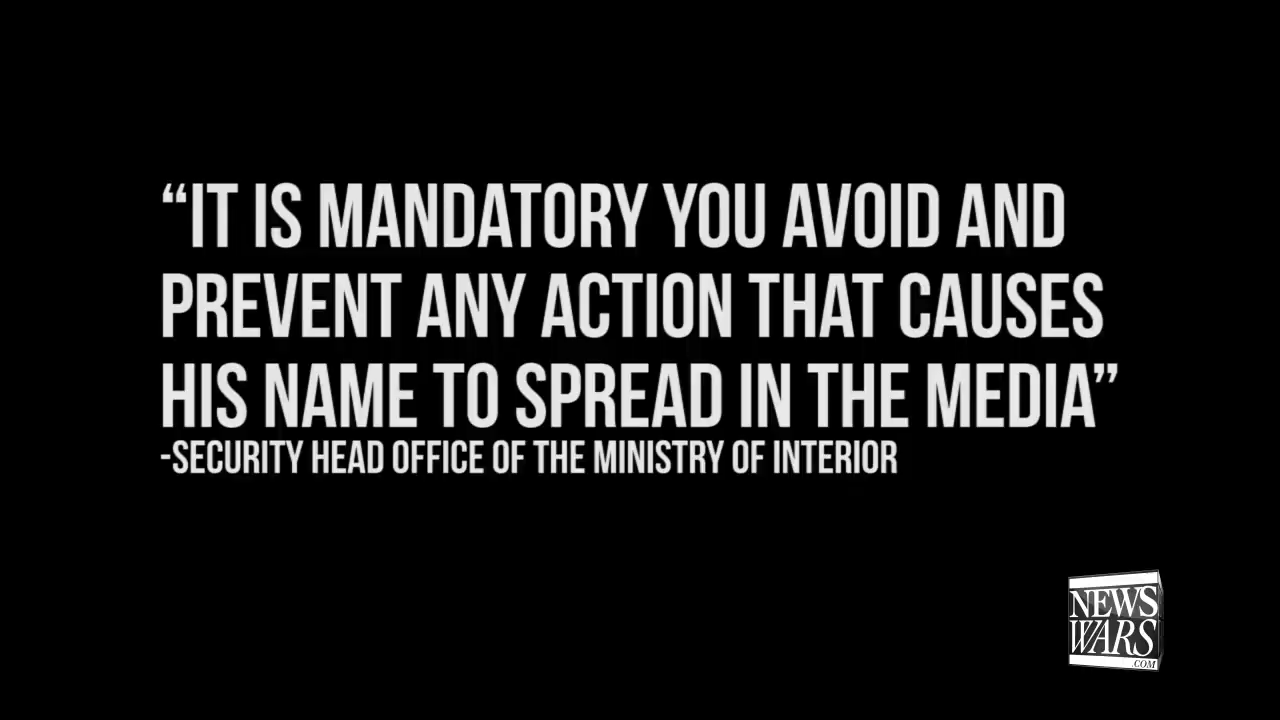 “IT IS MANDATORY YOU AVOID AND
PREVENT ANY ACTION THAT CAUSES
HIS NAME TO SPREAD IN THE MEDIA”
-SECURITY HEAD OFFICE OF THE MINISTRY OF INTERIOR
NEWS
WARS
.COM